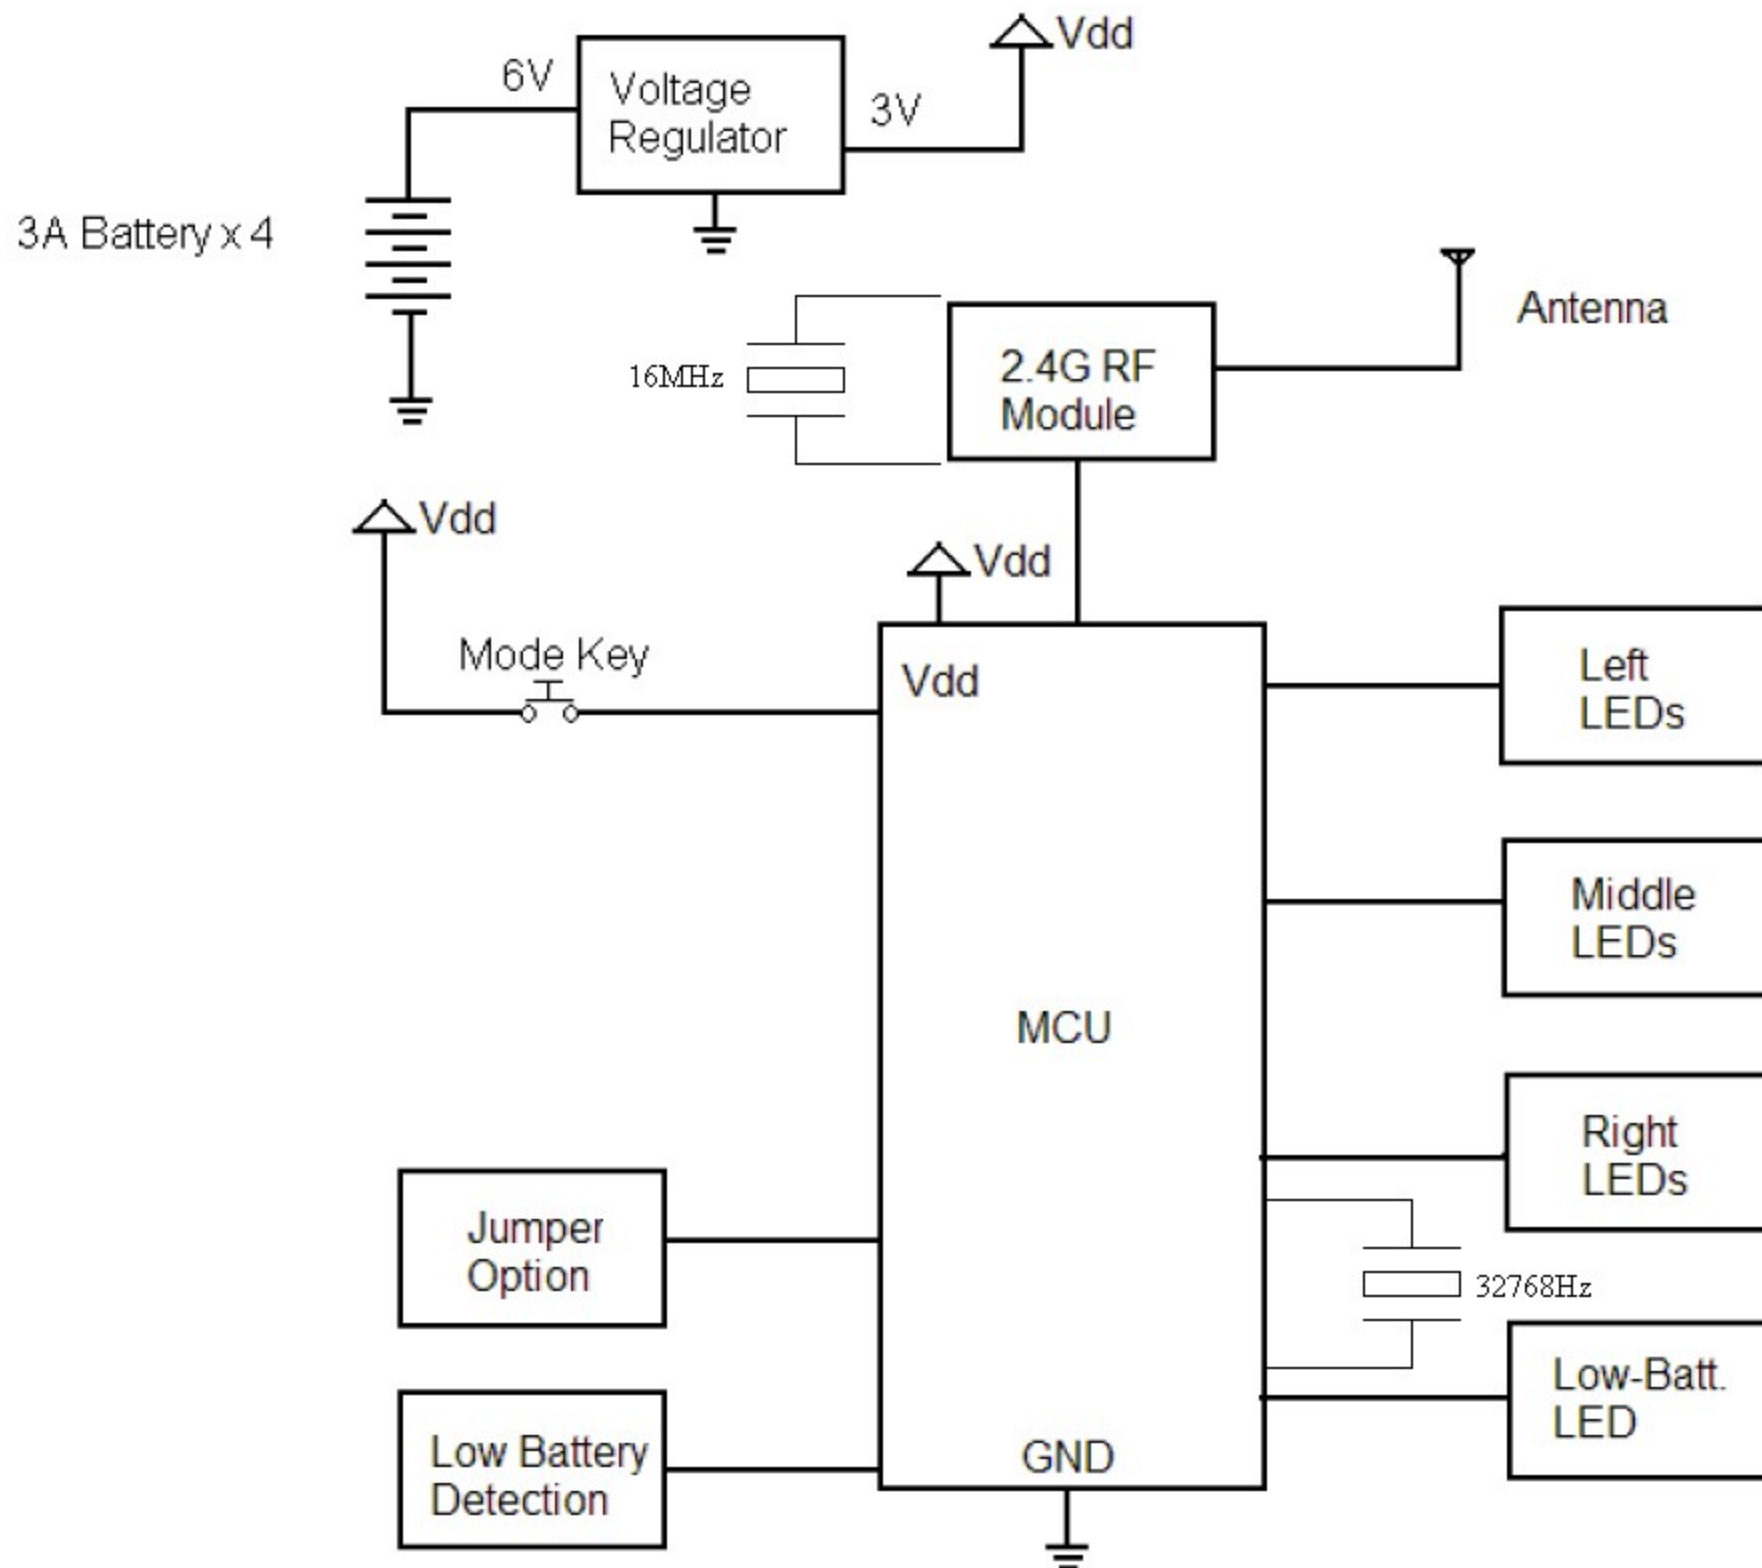 Vdd
6V
Voltage
Regulator
3V
3A Battery x 4
Antenna
16MHz
2.4G RF
Module
Vdd
Vdd
Mode Key
Vdd
Left
LEDs
Middle
LEDs
MCU
Right
LEDs
Jumper
Option
32768Hz
Low-Batt.
LED
Low Battery
Detection
GND